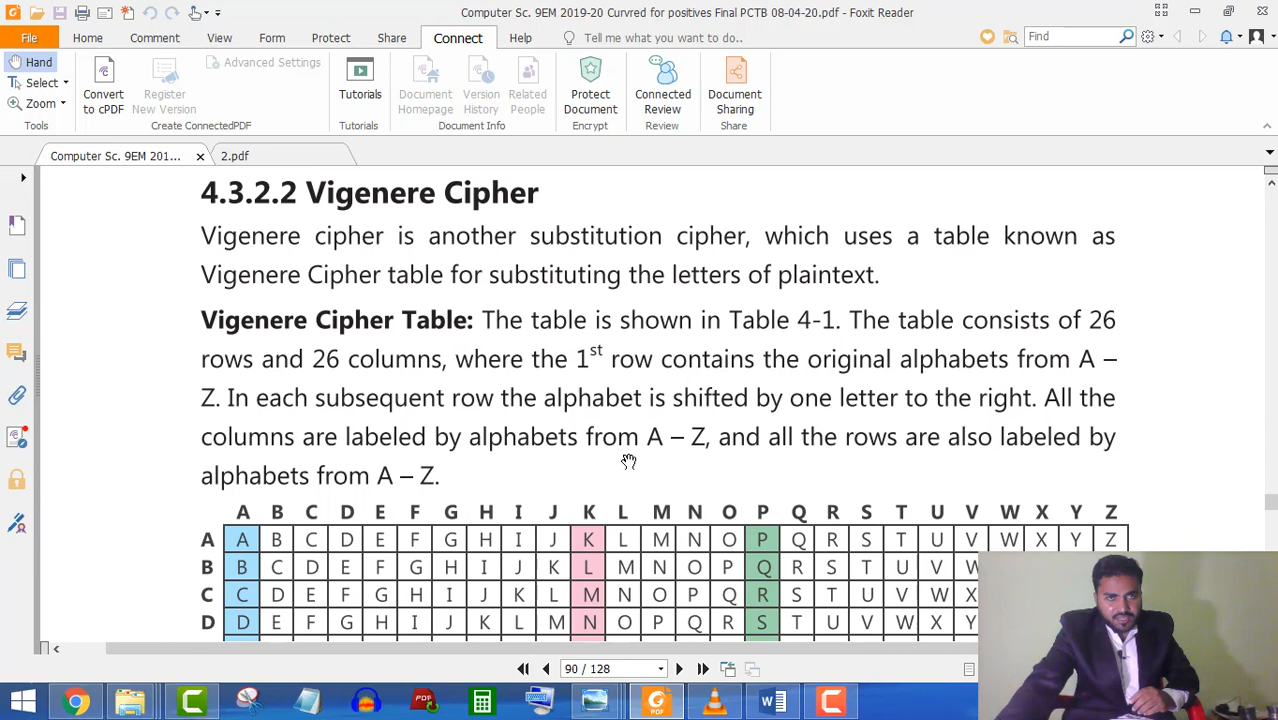 Computer Sc. 9EM 2019-20 Curvred for positives Final PCTB 08-04-20.pdf - Foxit Reader
File Home Comment View Form Protect Share Connect Help Tell me what you want to do.. Find
Hand
Select
Zoom
Tools
Convert to cPDF
Register New Version
Advanced Settings
Create ConnectedPDF
Tutorials
Tutorials
Document Homepage
Version History
Related People
Document Info
Protect Document
Encrypt
Connected Review
Review
Document Sharing
Share
Computer Sc. 9EM 201... 2.pdf
4.3.2.2 Vigenere Cipher
Vigenere cipher is another substitution cipher, which uses a table known as
Vigenere Cipher table for substituting the letters of plaintext.
Vigenere Cipher Table: The table is shown in Table 4-1. The table consists of 26
rows and 26 columns, where the 1st row contains the original alphabets from A –
Z. In each subsequent row the alphabet is shifted by one letter to the right. All the
columns are labeled by alphabets from A – Z, and all the rows are also labeled by
alphabets from A – Z.
A B C D E F G H I J K L M N O P Q R S T U V W X Y Z
A A B C D E F G H I J K L M N O P Q R S T U V W X Y Z
B B C D E F G H I J K L M N O P Q R S T U V W
C C D E F G H I J K L M N O P Q R S T U V W X
D D E F G H I J K L M N O P Q R S T U V W X Y
90 / 128
PDF